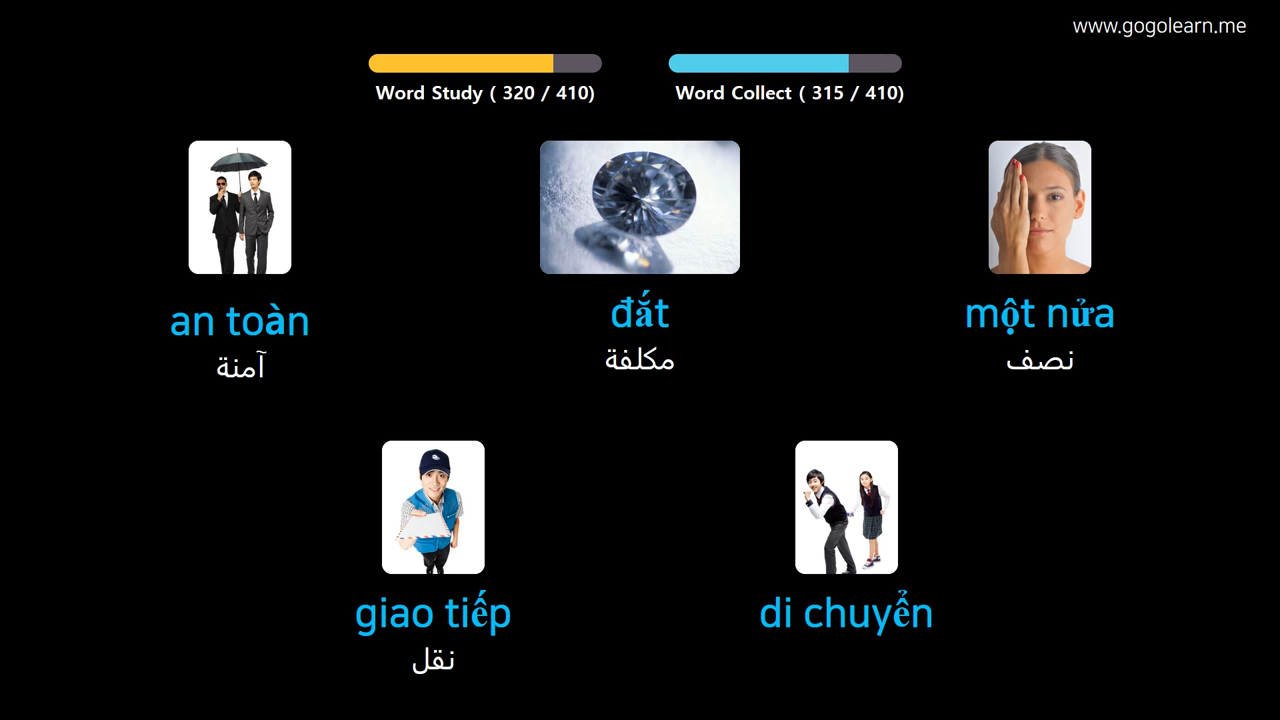 www.gogolearn.me
Word Study ( 320 / 410)
Word Collect ( 315 / 410)
an toàn
آمنة
đắt
مكلفة
một nửa
نصف
giao tiếp
نقل
di chuyển